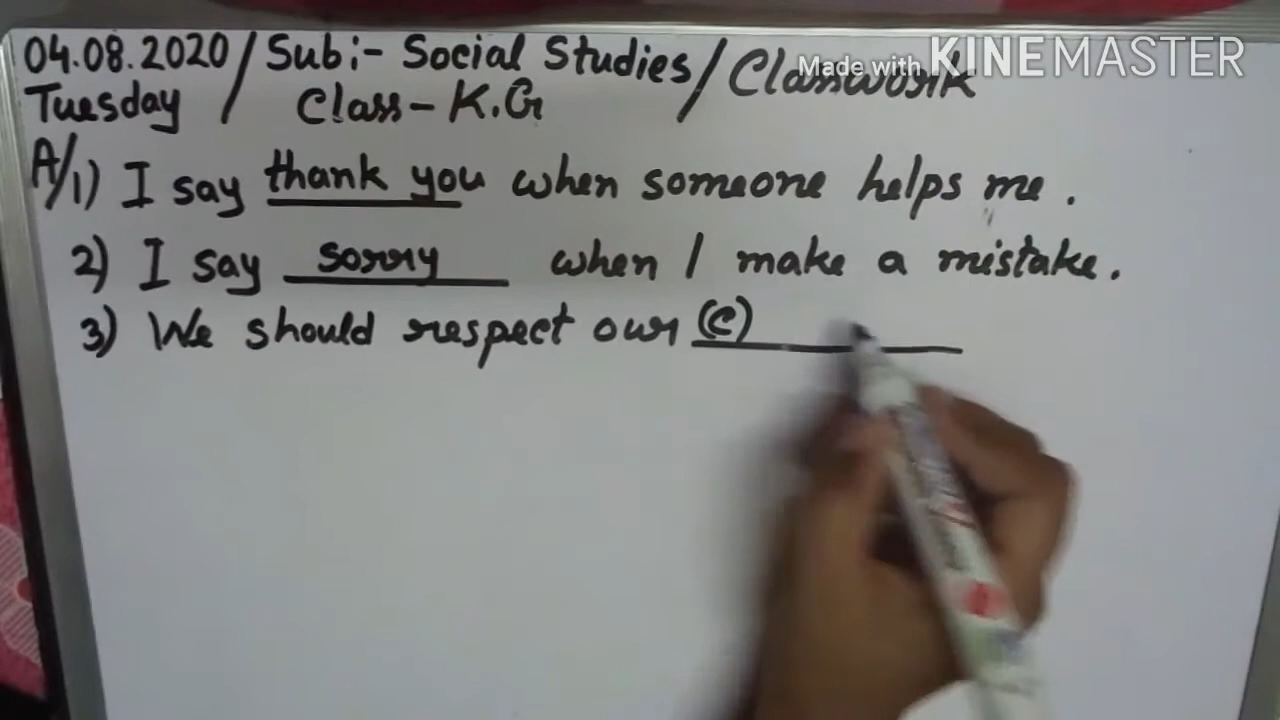 04.08.2020 / Sub:- Social Studies / Classwork
Tuesday / Class - K.G
Made with KINEMASTER
A/1) I say thank you when someone helps me.
2) I say sorry when I make a mistake.
3) We should respect our (e)